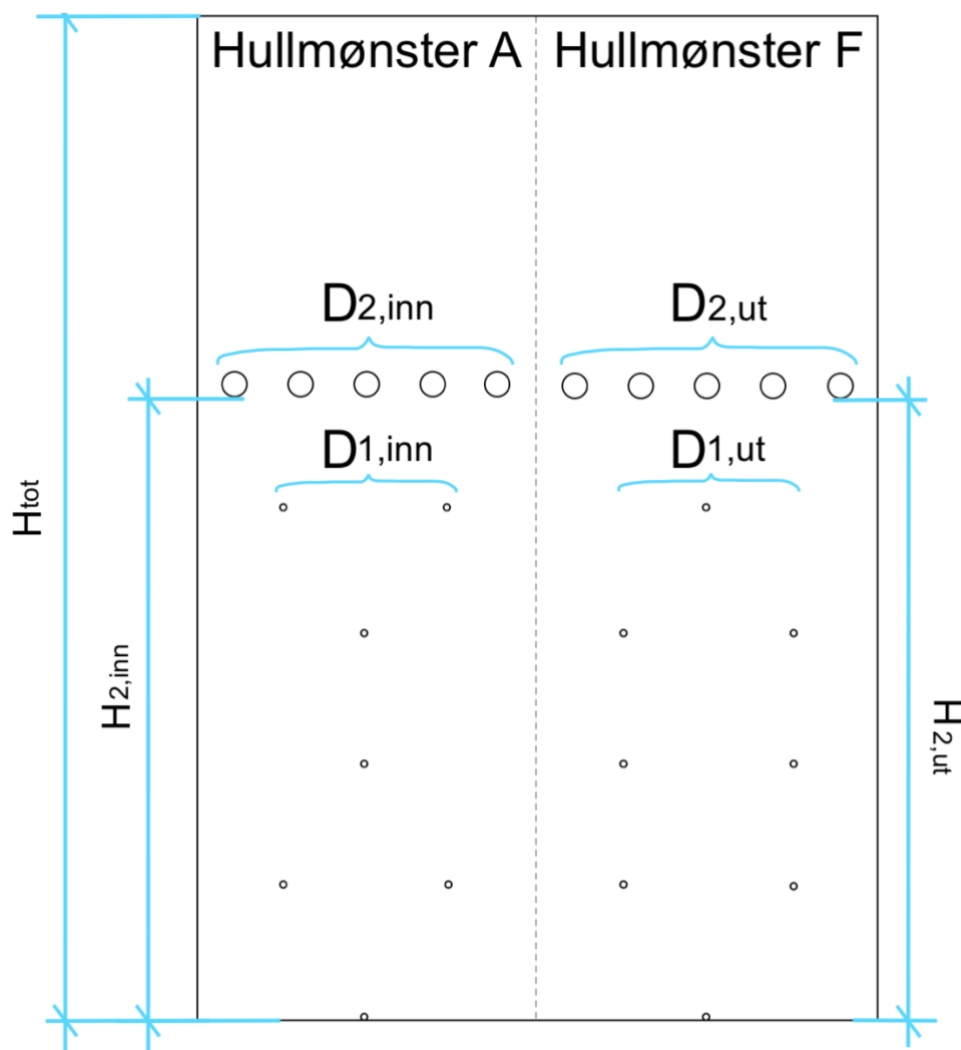 Hullmønster A
Hullmønster F
D2,inn
D2,ut
D1,inn
D1,ut
Htot
H2,inn
H2,ut